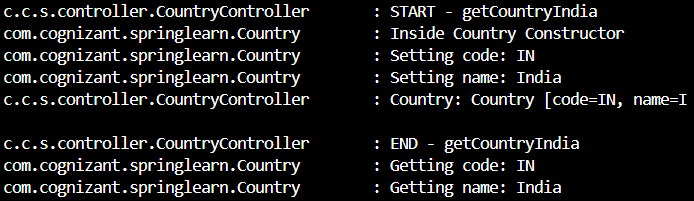 c.c.s.controller.CountryController : START - getCountryIndia
com.cognizant.springlearn.Country : Inside Country Constructor
com.cognizant.springlearn.Country : Setting code: IN
com.cognizant.springlearn.Country : Setting name: India
c.c.s.controller.CountryController : Country: Country [code=IN, name=I
c.c.s.controller.CountryController : END - getCountryIndia
com.cognizant.springlearn.Country : Getting code: IN
com.cognizant.springlearn.Country : Getting name: India